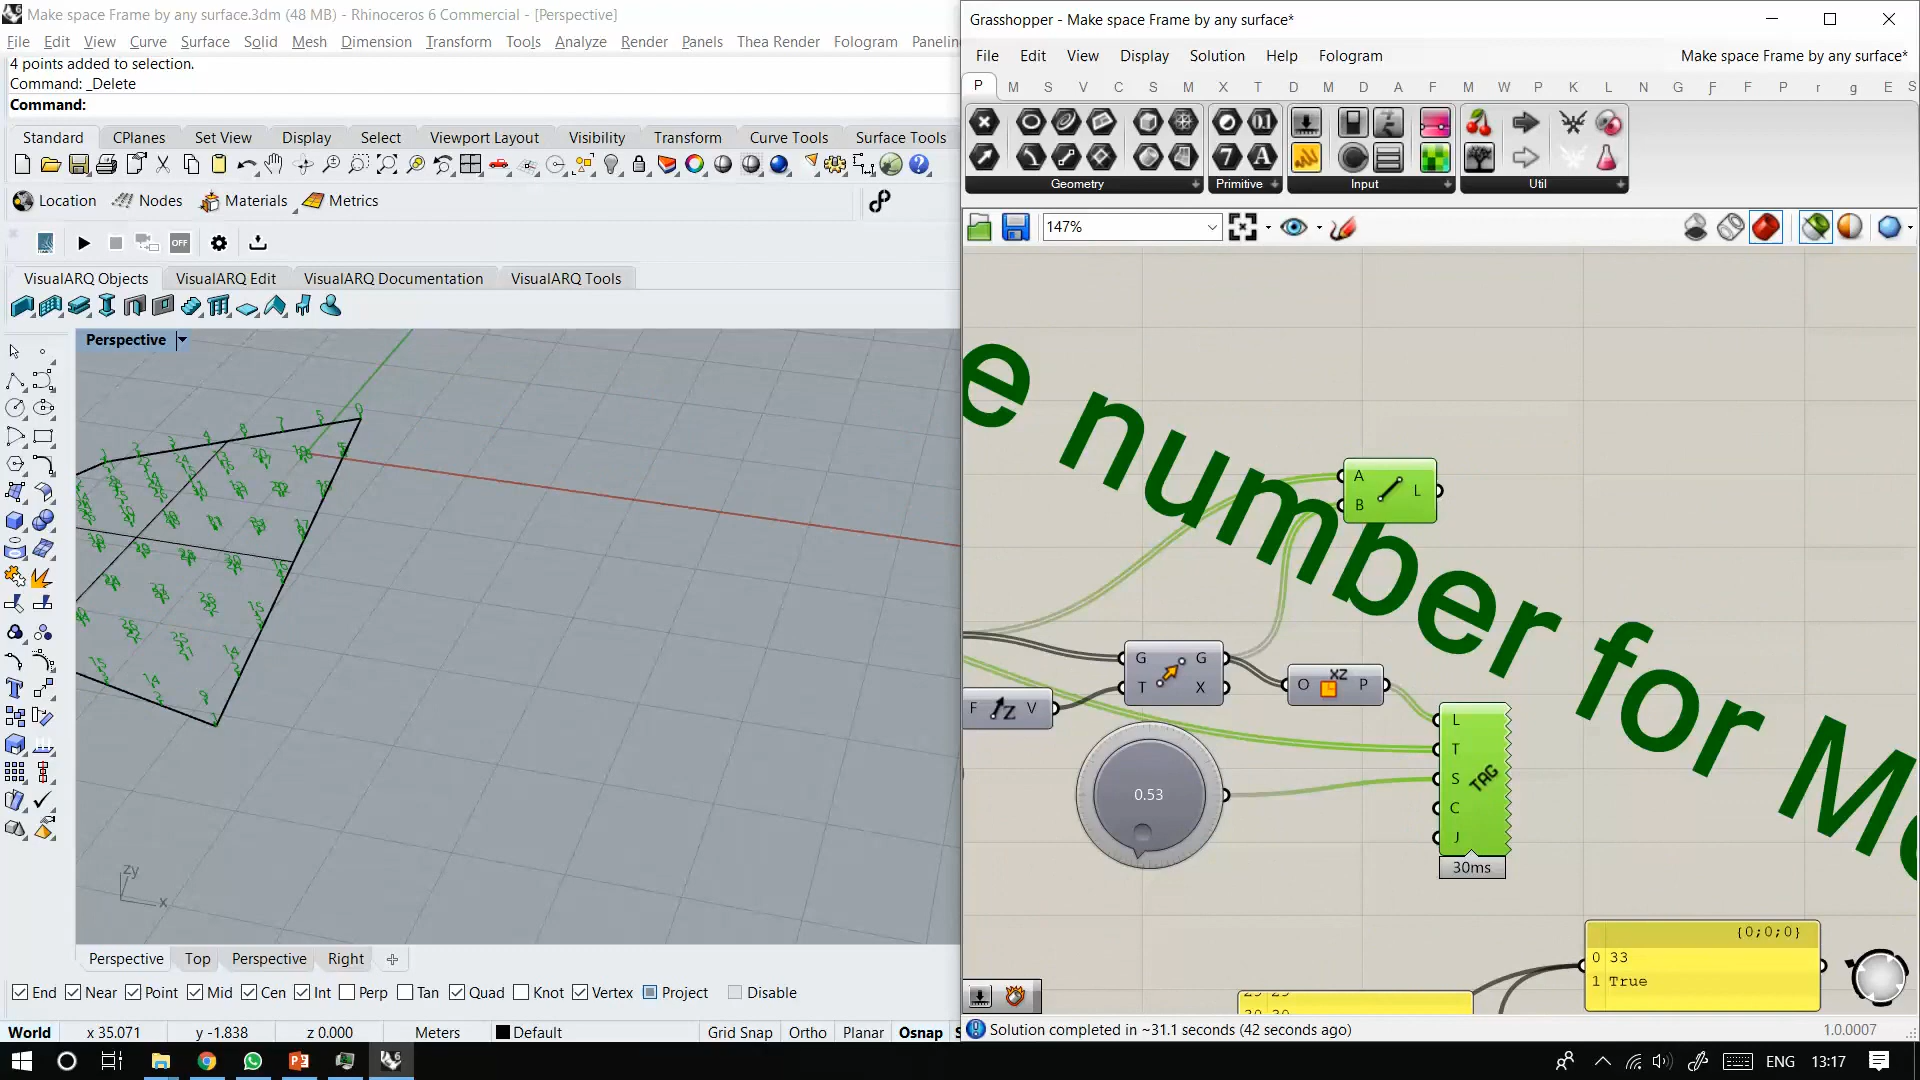 Make space Frame by any surface.3dm (48 MB) - Rhinoceros 6 Commercial - [Perspective]
File Edit View Curve Surface Solid Mesh Dimension Transform Tools Analyze Render Panels Thea Render Fologram
4 points added to selection.
Command: _Delete
Command:
Standard CPlanes Set View Display Select Viewport Layout Visibility Transform Curve Tools Surface Tools
Location Nodes Materials Metrics
OFF
VisualARQ Objects VisualARQ Edit VisualARQ Documentation VisualARQ Tools
Perspective
zy
x
Perspective Top Perspective Right
End Near Point Mid Cen Int Perp Tan Quad Knot Vertex Project Disable
World x 35.071 y -1.838 z 0.000 Meters Default Grid Snap Ortho Planar Osnap
Grasshopper - Make space Frame by any surface*
File Edit View Display Solution Help Fologram Make space Frame by any surface*
P M S V C S M X T D M D A F M W P K L N G F F P r g E S
Geometry Primitive Input Util
147%
e number for M
A
B
L
G
T
G
X
XZ
O P
F Z V
0.53
L
T
S
C
J
TAG
30ms
{0;0;0}
0 33
1 True
Solution completed in ~31.1 seconds (42 seconds ago) 1.0.0007
ENG 13:17